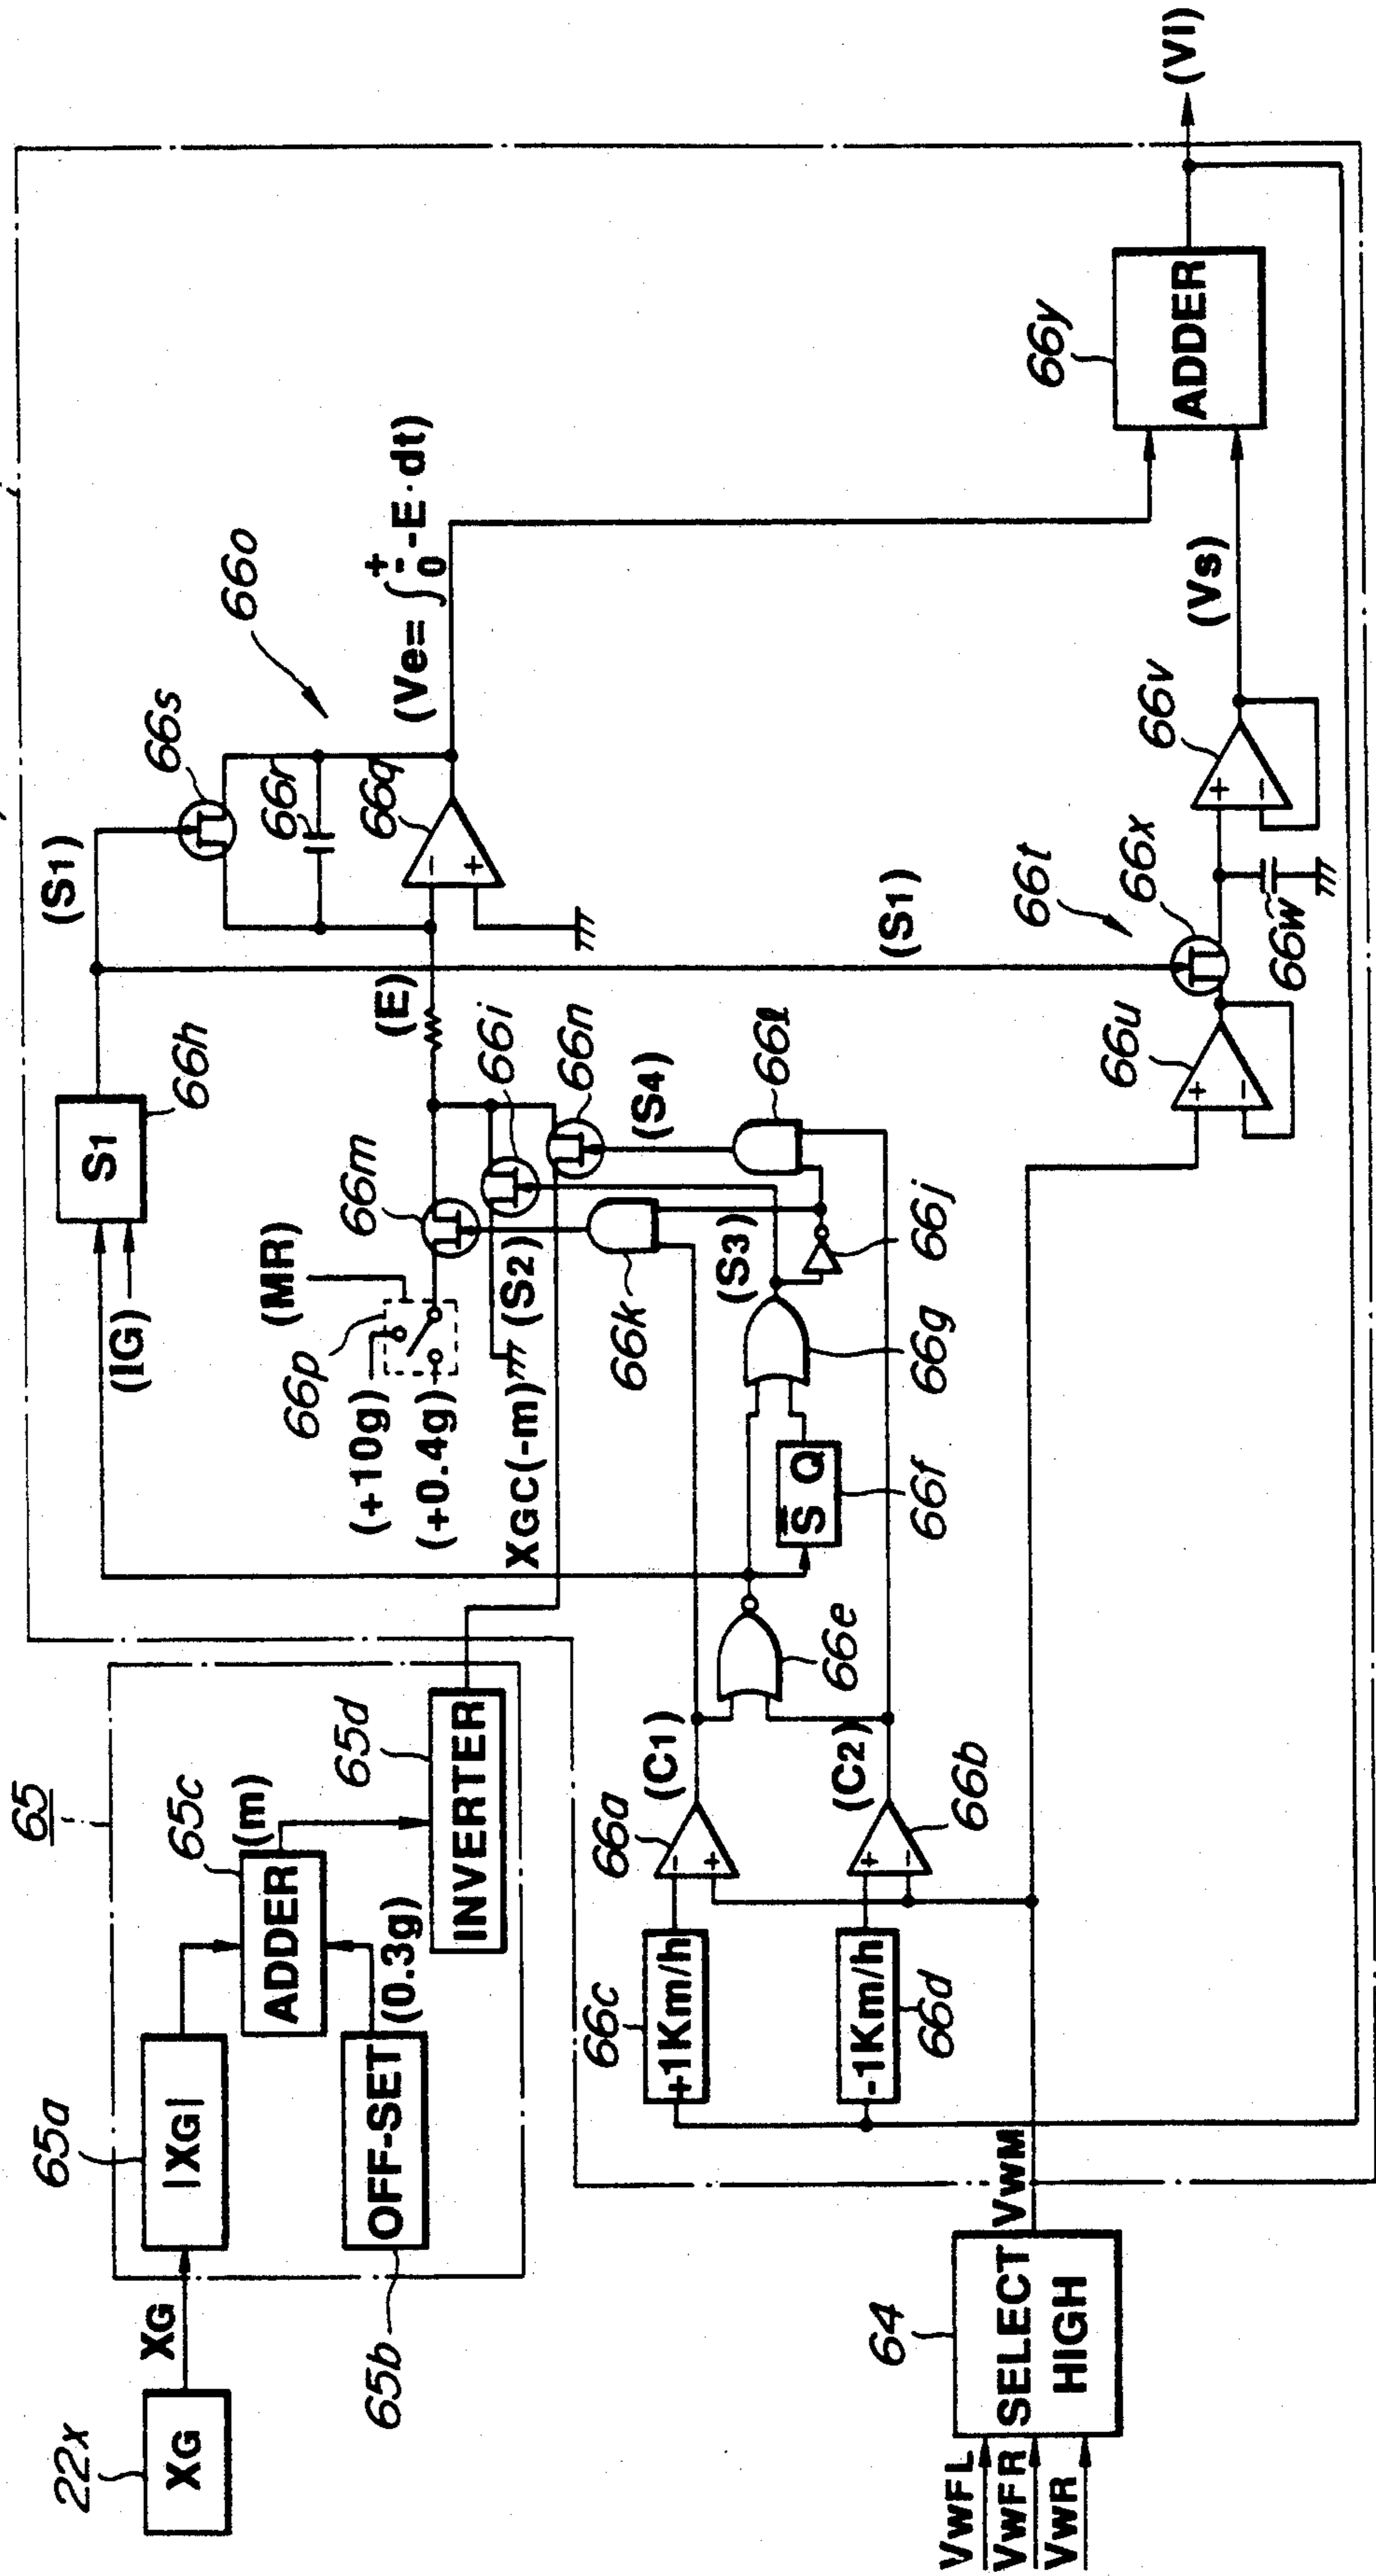 22X
XG
XG
65
65a
|XG|
65b
OFF-SET
(0.3g)
65c
ADDER
(m)
65d
INVERTER
64
SELECT
HIGH
VWFL
VWFR
VWR
VWM
66c
+1Km/h
66d
-1Km/h
66a
-
+
(C1)
66b
+
-
(C2)
66e
66f
S̅ Q
66g
(S3)
66j
66k
66l
(S2)
(S4)
66h
S1
(IG)
(S1)
(MR)
66p
(+10g)
(+0.4g)
XGC(-m)
66m
66i
66n
(E)
66o
66s
66r
66q
-
+
(Ve=∫0 ±-E·dt)
(S1)
66t
66u
+
-
66x
66w
66v
+
-
(Vs)
66y
ADDER
(Vi)